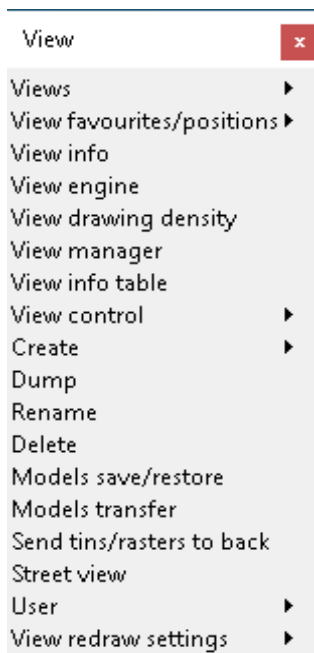 View
x
Views
View favourites/positions
View info
View engine
View drawing density
View manager
View info table
View control
Create
Dump
Rename
Delete
Models save/restore
Models transfer
Send tins/rasters to back
Street view
User
View redraw settings